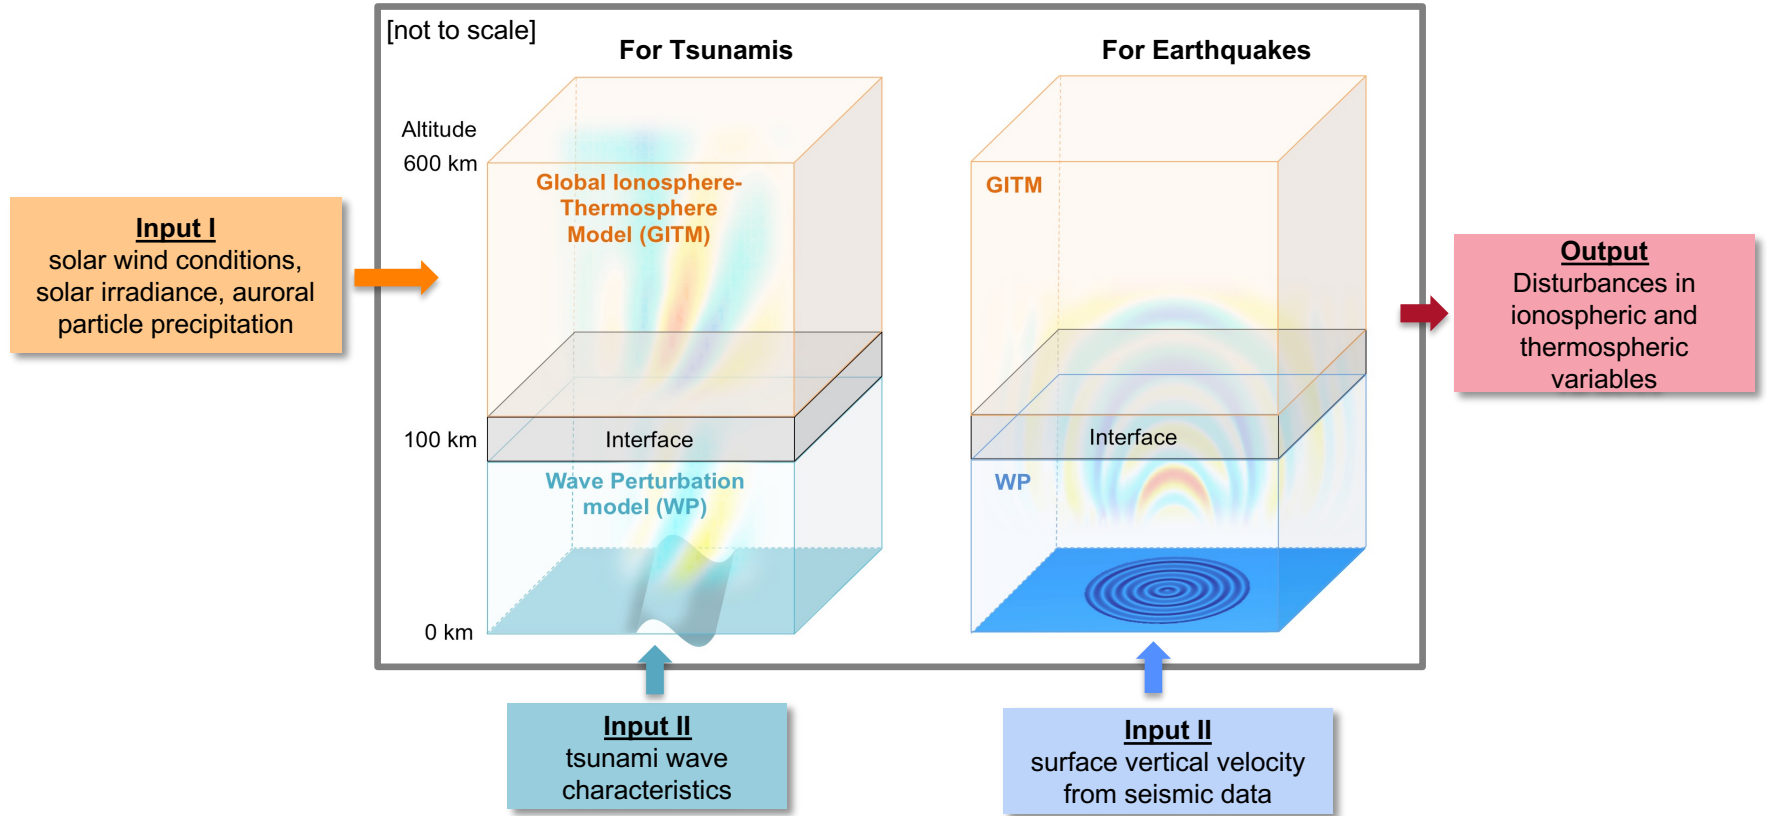 [not to scale]
For Tsunamis
For Earthquakes
Altitude
600 km
Global Ionosphere-
Thermosphere
Model (GITM)
GITM
Input I
solar wind conditions,
solar irradiance, auroral
particle precipitation
Output
Disturbances in
ionospheric and
thermospheric
variables
100 km
Interface
Interface
Wave Perturbation
model (WP)
WP
0 km
Input II
tsunami wave
characteristics
Input II
surface vertical velocity
from seismic data